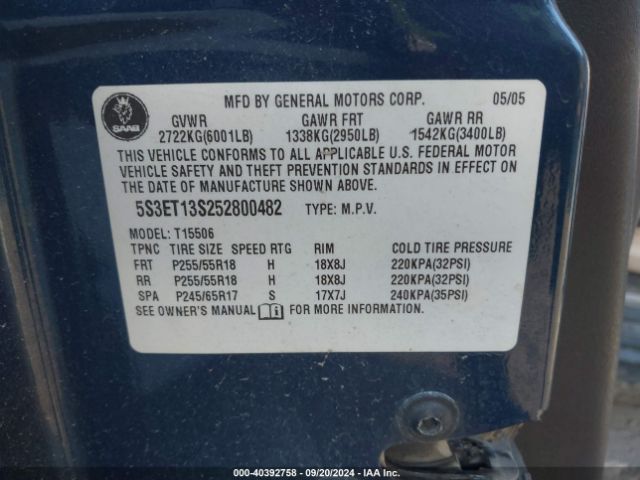 MFD BY GENERAL MOTORS CORP. 05/05
SAAB
GVWR GAWR FRT GAWR RR
2722KG(6001LB) 1338KG(2950LB) 1542KG(3400LB)
THIS VEHICLE CONFORMS TO ALL APPLICABLE U.S. FEDERAL MOTOR
VEHICLE SAFETY AND THEFT PREVENTION STANDARDS IN EFFECT ON
THE DATE OF MANUFACTURE SHOWN ABOVE.
5S3ET13S252800482 TYPE: M.P.V.
MODEL: T15506
TPNC TIRE SIZE SPEED RTG RIM COLD TIRE PRESSURE
FRT P255/55R18 H 18X8J 220KPA(32PSI)
RR P255/55R18 H 18X8J 220KPA(32PSI)
SPA P245/65R17 S 17X7J 240KPA(35PSI)
SEE OWNER'S MANUAL i FOR MORE INFORMATION.
000-40392758 - 09/20/2024 - IAA Inc.